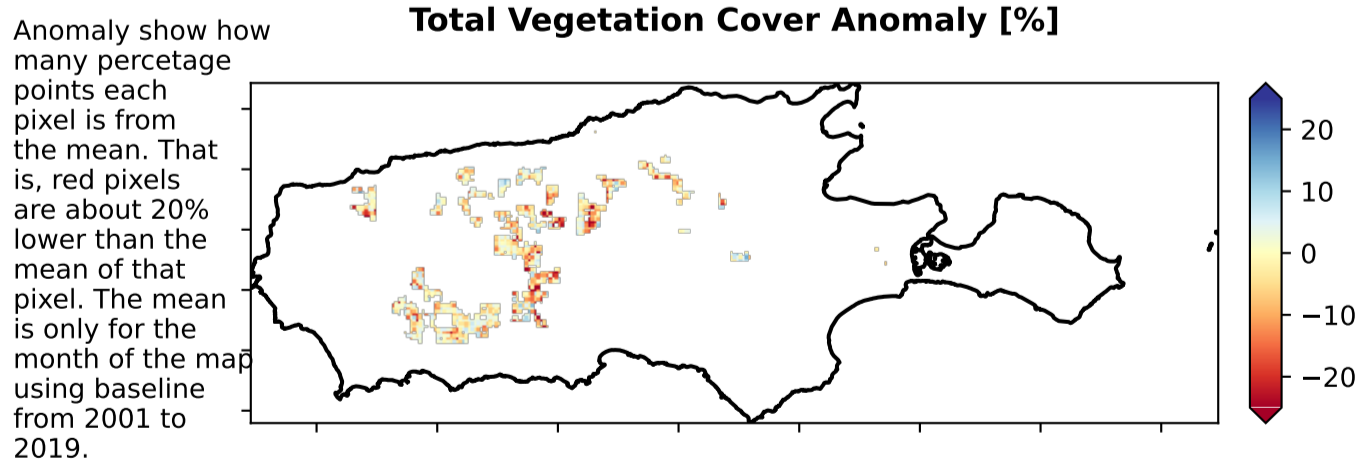 Total Vegetation Cover Anomaly [%]
Anomaly show how
many percetage
points each
pixel is from
the mean. That
is, red pixels
are about 20%
lower than the
mean of that
pixel. The mean
is only for the
month of the map
using baseline
from 2001 to
2019.
20
10
0
−10
−20